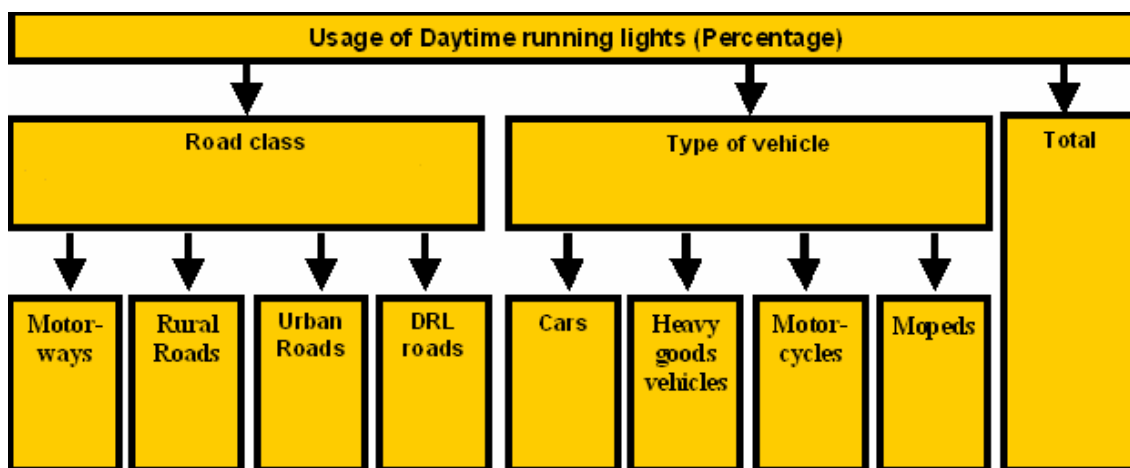 Usage of Daytime running lights (Percentage)
Road class
Type of vehicle
Total
Motor-
ways
Rural
Roads
Urban
Roads
DRL
roads
Cars
Heavy
goods
vehicles
Motor-
cycles
Mopeds